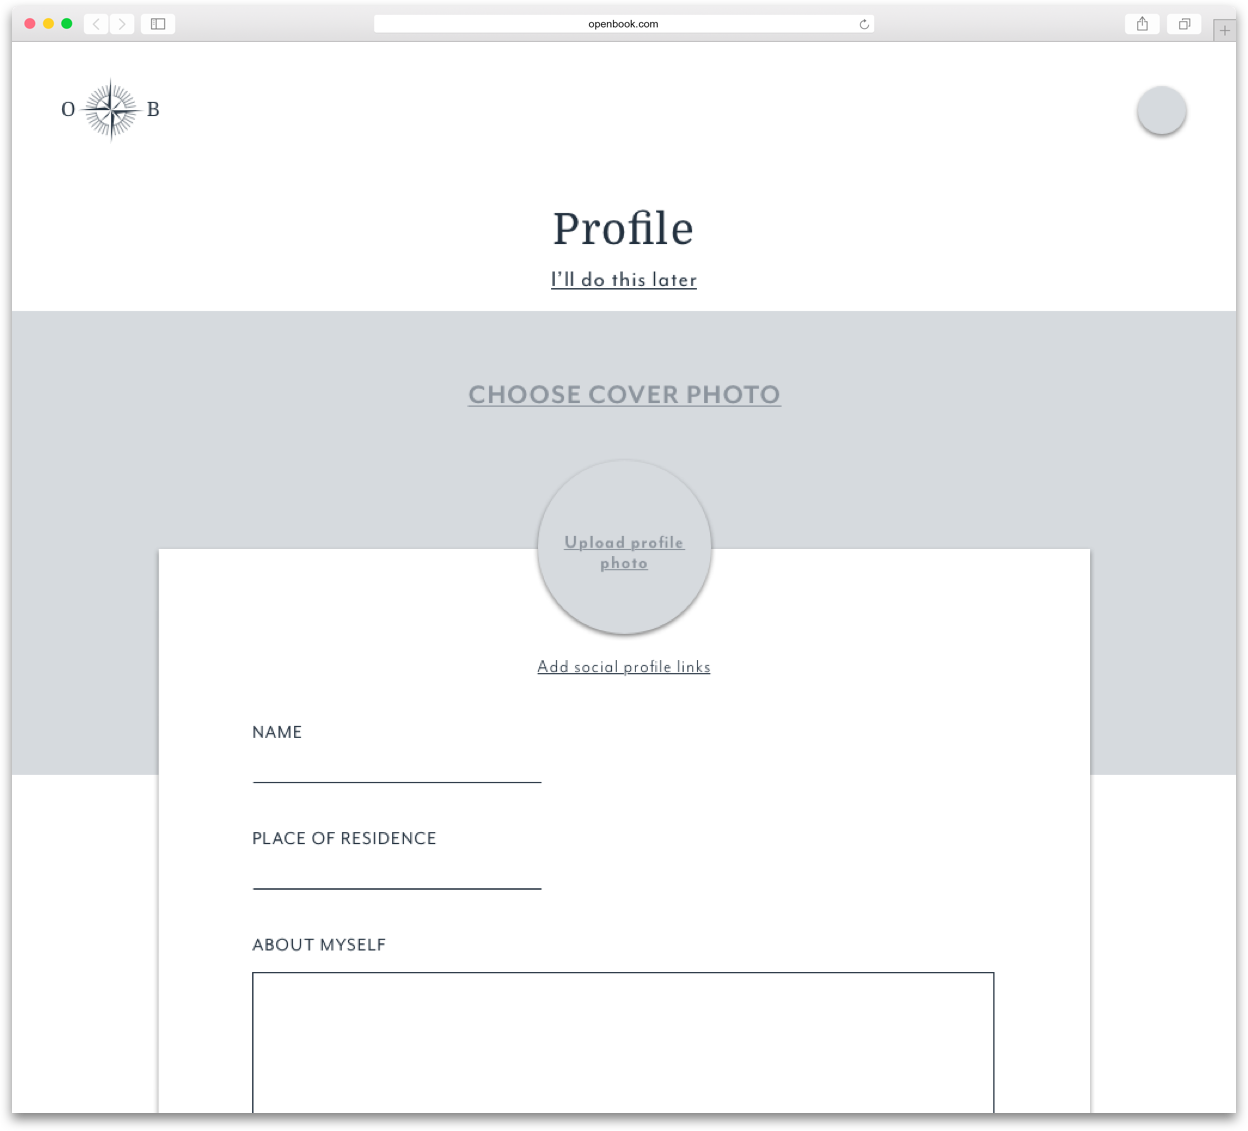 openbook.com
O B
Profile
I'll do this later
CHOOSE COVER PHOTO
Upload profile
photo
Add social profile links
NAME
PLACE OF RESIDENCE
ABOUT MYSELF